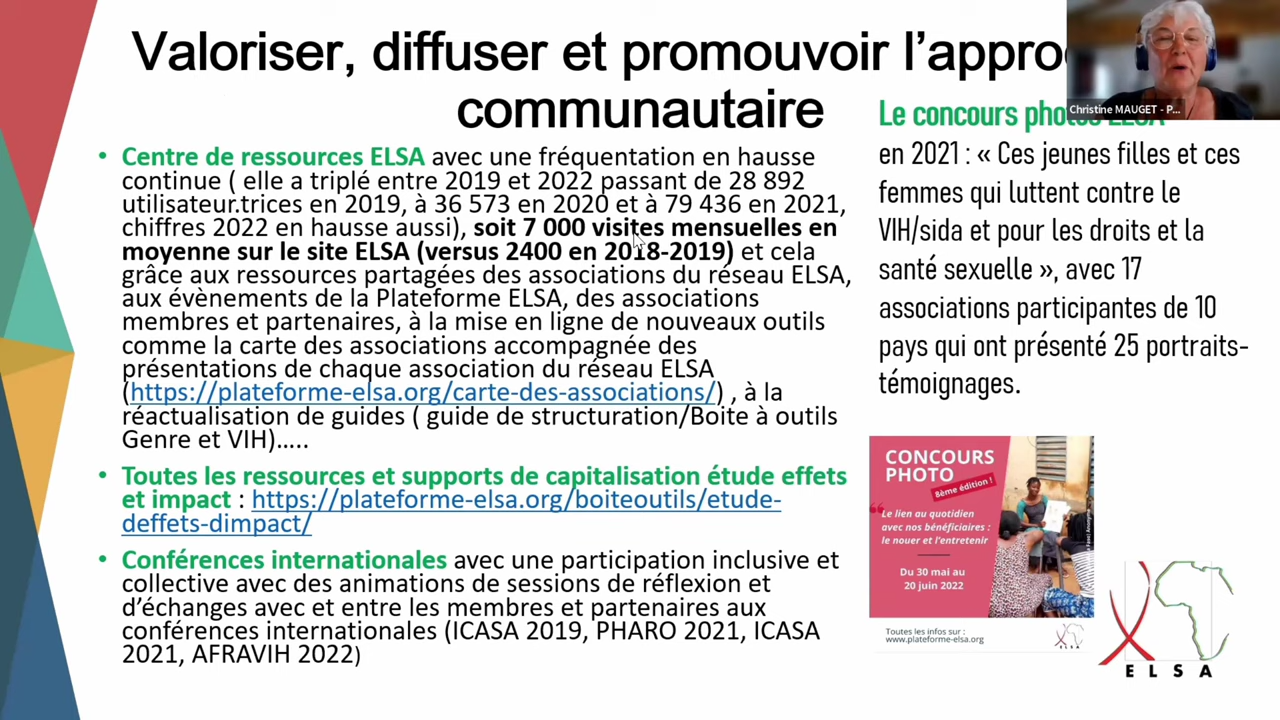 Valoriser, diffuser et promouvoir l’appro
communautaire
Christine MAUGET - P...
• Centre de ressources ELSA avec une fréquentation en hausse
continue ( elle a triplé entre 2019 et 2022 passant de 28 892
utilisateur.trices en 2019, à 36 573 en 2020 et à 79 436 en 2021,
chiffres 2022 en hausse aussi), soit 7 000 visites mensuelles en
moyenne sur le site ELSA (versus 2400 en 2018-2019) et cela
grâce aux ressources partagées des associations du réseau ELSA,
aux évènements de la Plateforme ELSA, des associations
membres et partenaires, à la mise en ligne de nouveaux outils
comme la carte des associations accompagnée des
présentations de chaque association du réseau ELSA
(https://plateforme-elsa.org/carte-des-associations/) , à la
réactualisation de guides ( guide de structuration/Boite à outils
Genre et VIH)…..
• Toutes les ressources et supports de capitalisation étude effets
et impact : https://plateforme-elsa.org/boiteoutils/etude-
deffets-dimpact/
• Conférences internationales avec une participation inclusive et
collective avec des animations de sessions de réflexion et
d’échanges avec et entre les membres et partenaires aux
conférences internationales (ICASA 2019, PHARO 2021, ICASA
2021, AFRAVIH 2022)
Le concours photos ELSA
en 2021 : « Ces jeunes filles et ces
femmes qui luttent contre le
VIH/sida et pour les droits et la
santé sexuelle », avec 17
associations participantes de 10
pays qui ont présenté 25 portraits-
témoignages.
CONCOURS
PHOTO
8ème édition !
Le lien au quotidien
avec nos bénéficiaires :
le nouer et l’entretenir
Du 30 mai au
20 juin 2022
Toutes les infos sur :
www.plateforme-elsa.org
ELSA